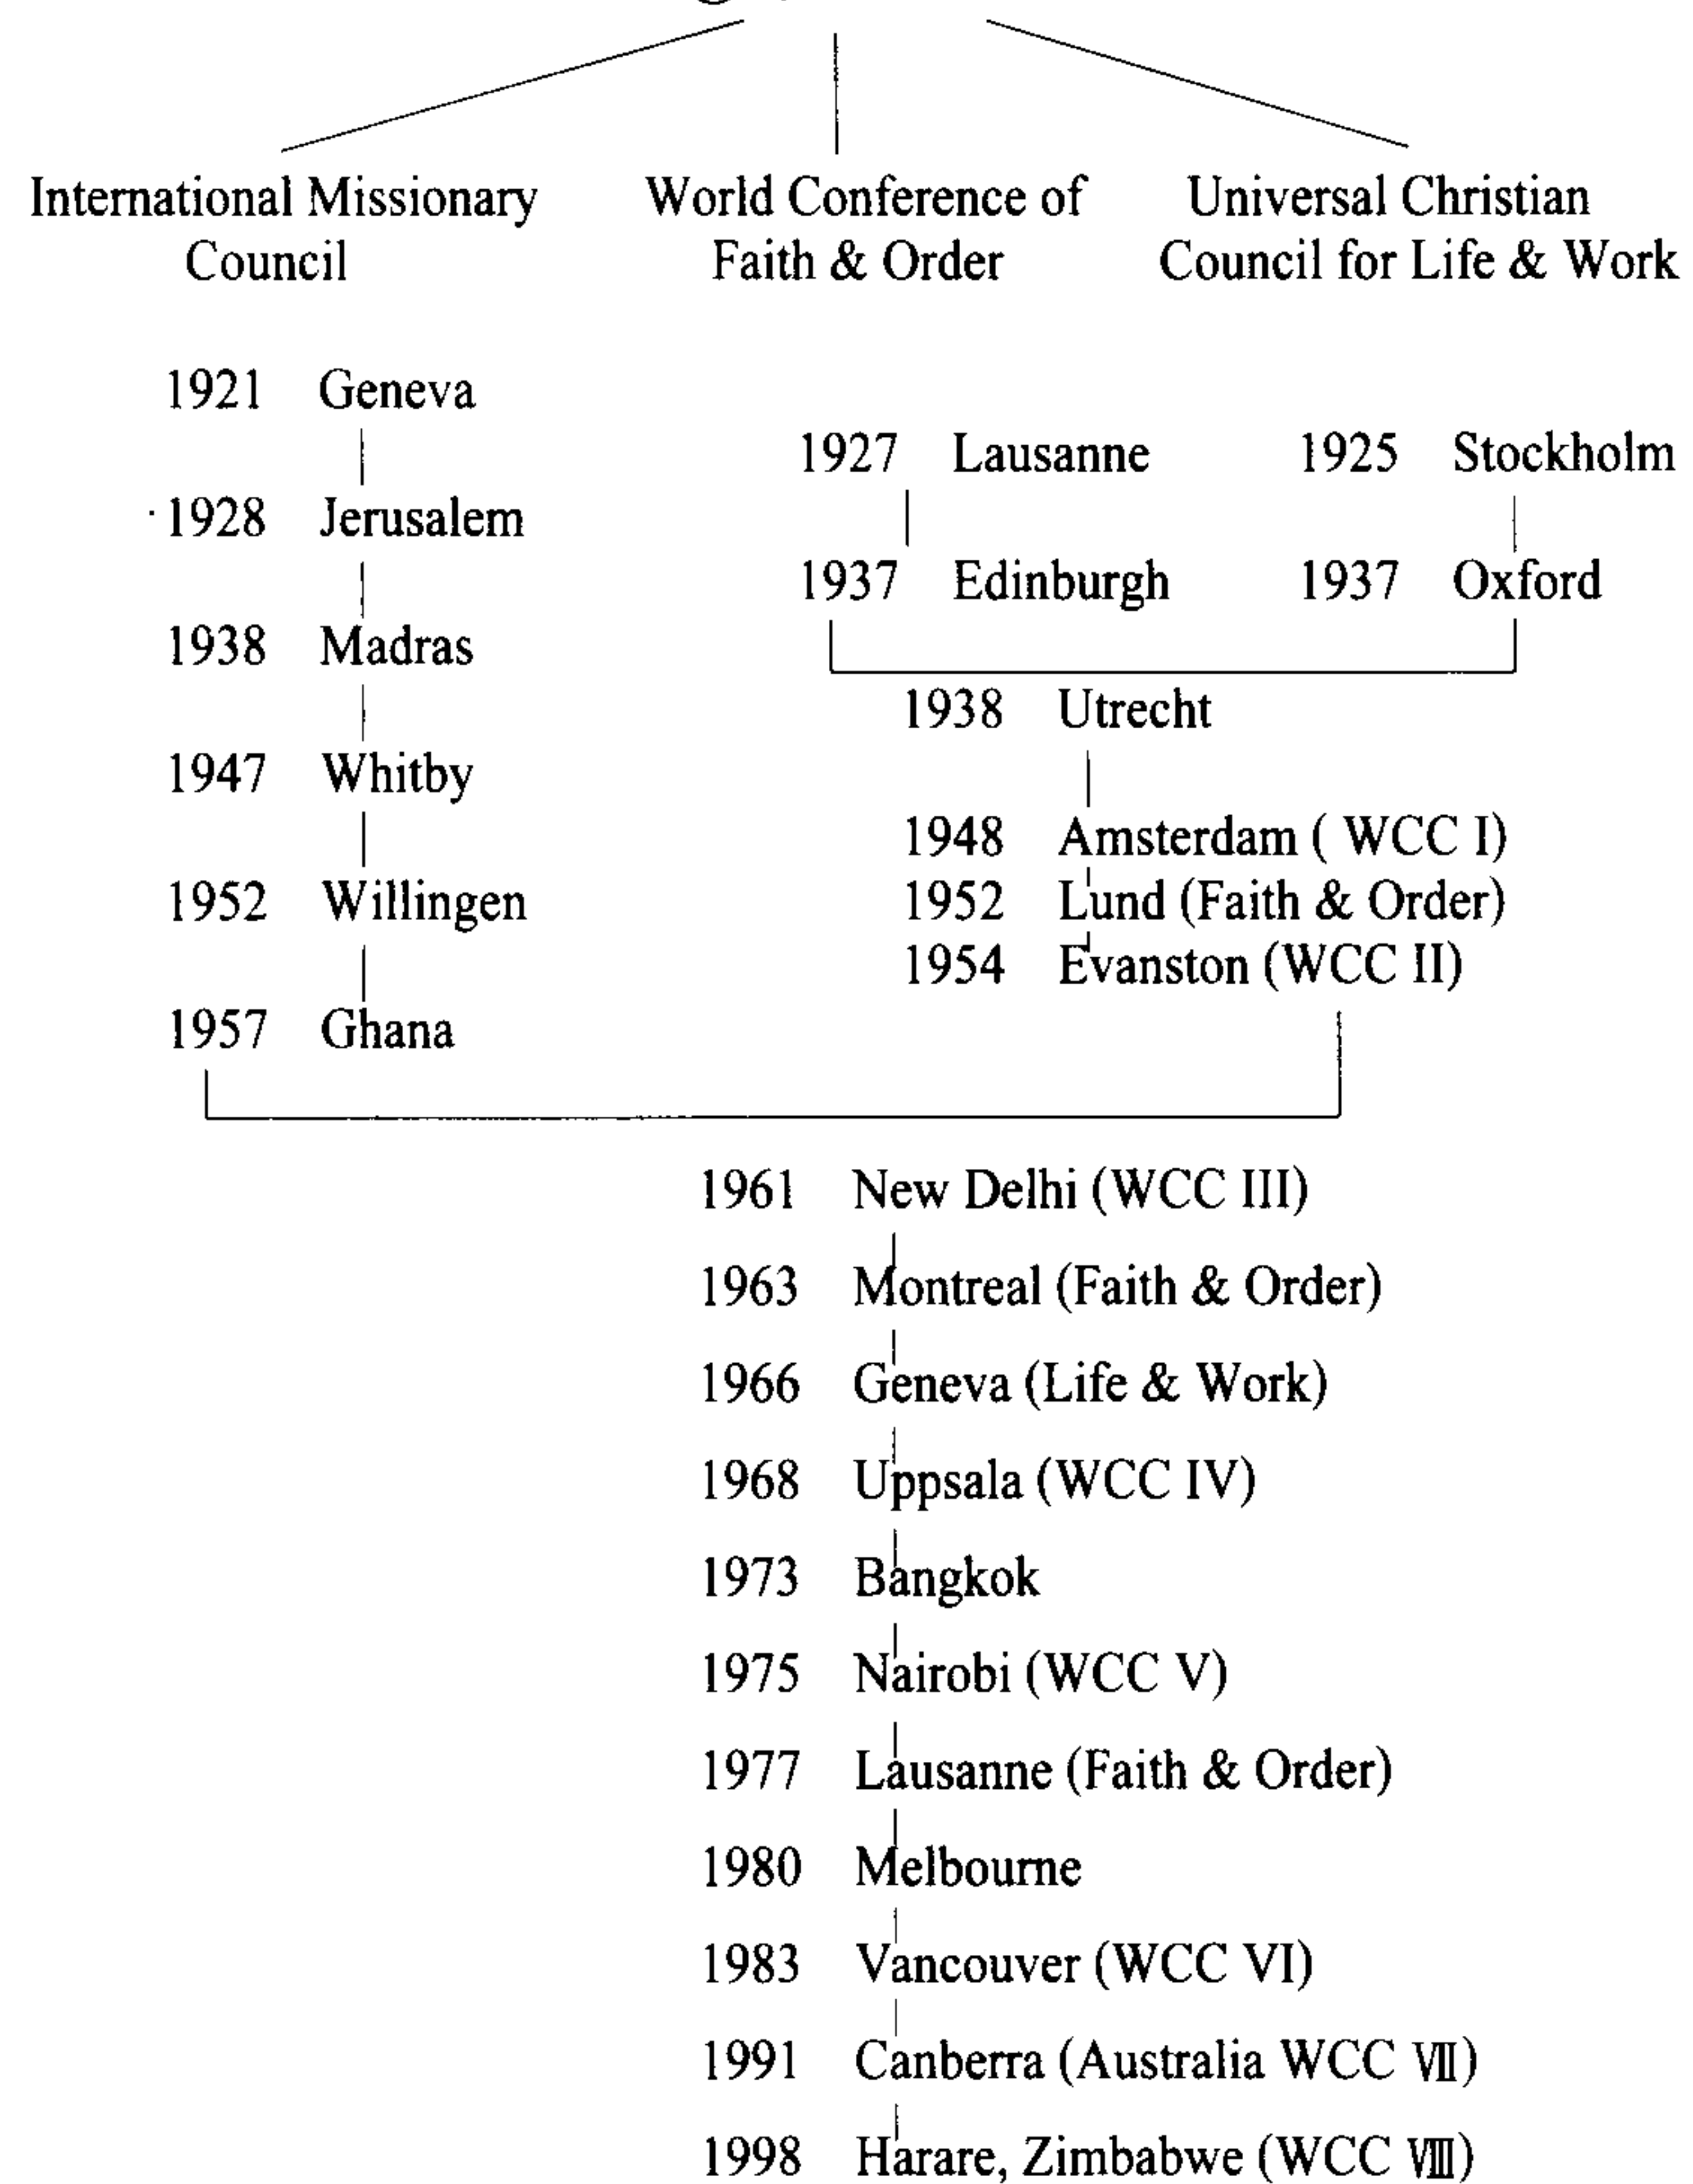 International Missionary Council
World Conference of Faith & Order
Universal Christian Council for Life & Work
1921 Geneva
1928 Jerusalem
1938 Madras
1947 Whitby
1952 Willingen
1957 Ghana
1927 Lausanne
1937 Edinburgh
1925 Stockholm
1937 Oxford
1938 Utrecht
1948 Amsterdam ( WCC I)
1952 Lund (Faith & Order)
1954 Evanston (WCC II)
1961 New Delhi (WCC III)
1963 Montreal (Faith & Order)
1966 Geneva (Life & Work)
1968 Uppsala (WCC IV)
1973 Bangkok
1975 Nairobi (WCC V)
1977 Lausanne (Faith & Order)
1980 Melbourne
1983 Vancouver (WCC VI)
1991 Canberra (Australia WCC Ⅶ)
1998 Harare, Zimbabwe (WCC Ⅷ)